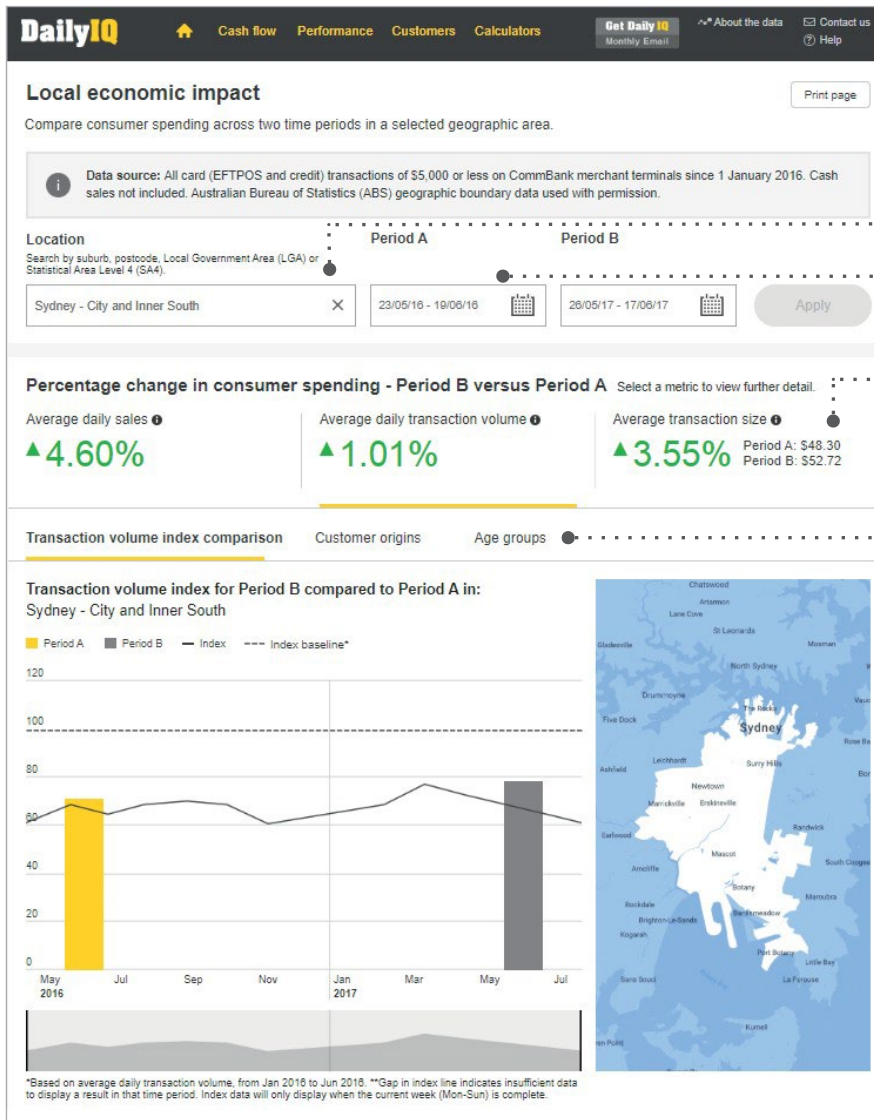 DailyIQ
Cash flow Performance Customers Calculators
Get Daily IQ
Monthly Email
About the data
Contact us
Help
Local economic impact
Print page
Compare consumer spending across two time periods in a selected geographic area.
Data source: All card (EFTPOS and credit) transactions of $5,000 or less on CommBank merchant terminals since 1 January 2016. Cash
sales not included. Australian Bureau of Statistics (ABS) geographic boundary data used with permission.
Location
Search by suburb, postcode, Local Government Area (LGA) or
Statistical Area Level 4 (SA4).
Sydney - City and Inner South
Period A
23/05/16 - 19/06/16
Period B
26/05/17 - 17/06/17
Apply
Percentage change in consumer spending - Period B versus Period A Select a metric to view further detail.
Average daily sales
4.60%
Average daily transaction volume
1.01%
Average transaction size
3.55%
Period A: $48.30
Period B: $52.72
Transaction volume index comparison Customer origins Age groups
Transaction volume index for Period B compared to Period A in:
Sydney - City and Inner South
Period A Period B Index Index baseline*
120
100
80
60
40
20
0
May Jul Sep Nov Jan Mar May Jul
2016 2017
*Based on average daily transaction volume, from Jan 2016 to Jun 2016. **Gap in index line indicates insufficient data
to display a result in that time period. Index data will only display when the current week (Mon-Sun) is complete.
Chatswood
Artarmon
Lane Cove
St Leonards
Gladesville
Mosman
North Sydney
Drummoyne
The Rocks
Five Dock
Sydney
Leichhardt
Surry Hills
Ashfield
Newtown
Marrickville
Erskineville
Earlwood
Randwick
Mascot
South Coogee
Arncliffe
Botany
Maroubra
Rockdale
Banksmeadow
Brighton-Le-Sands
Kogarah
Port Botany
Little Bay
Sans Souci
La Perouse
Kurnell